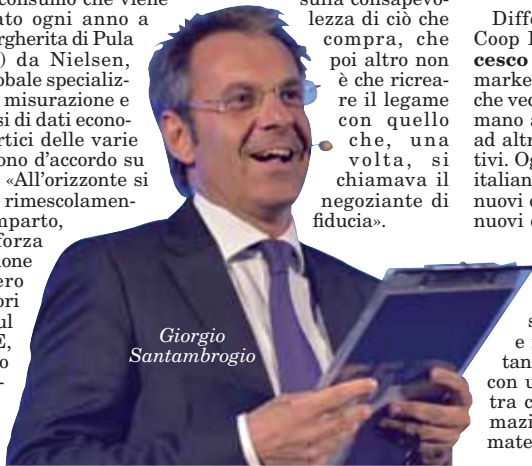 consumo che viene
ato ogni anno a
rgherita di Pula
) da Nielsen,
obale specializ-
misurazione e
si di dati econo-
rtici delle varie
ono d'accordo su
«All'orizzonte si
rimescolamen-
mparto,
forza
ione
ero
ori
ul
E,
o
-
sulla consapevo-
lezza di ciò che
compra, che
poi altro non
è che ricrea-
re il legame
con quello
che, una
volta, si
chiamava il
negoziante di
fiducia».
Diffe
Coop I
cesco
marke
che ved
mano a
ad altr
tivi. Og
italian
nuovi c
nuovi c
s
e i
tan
con u
tra c
mazi
mate
Giorgio
Santambrogio